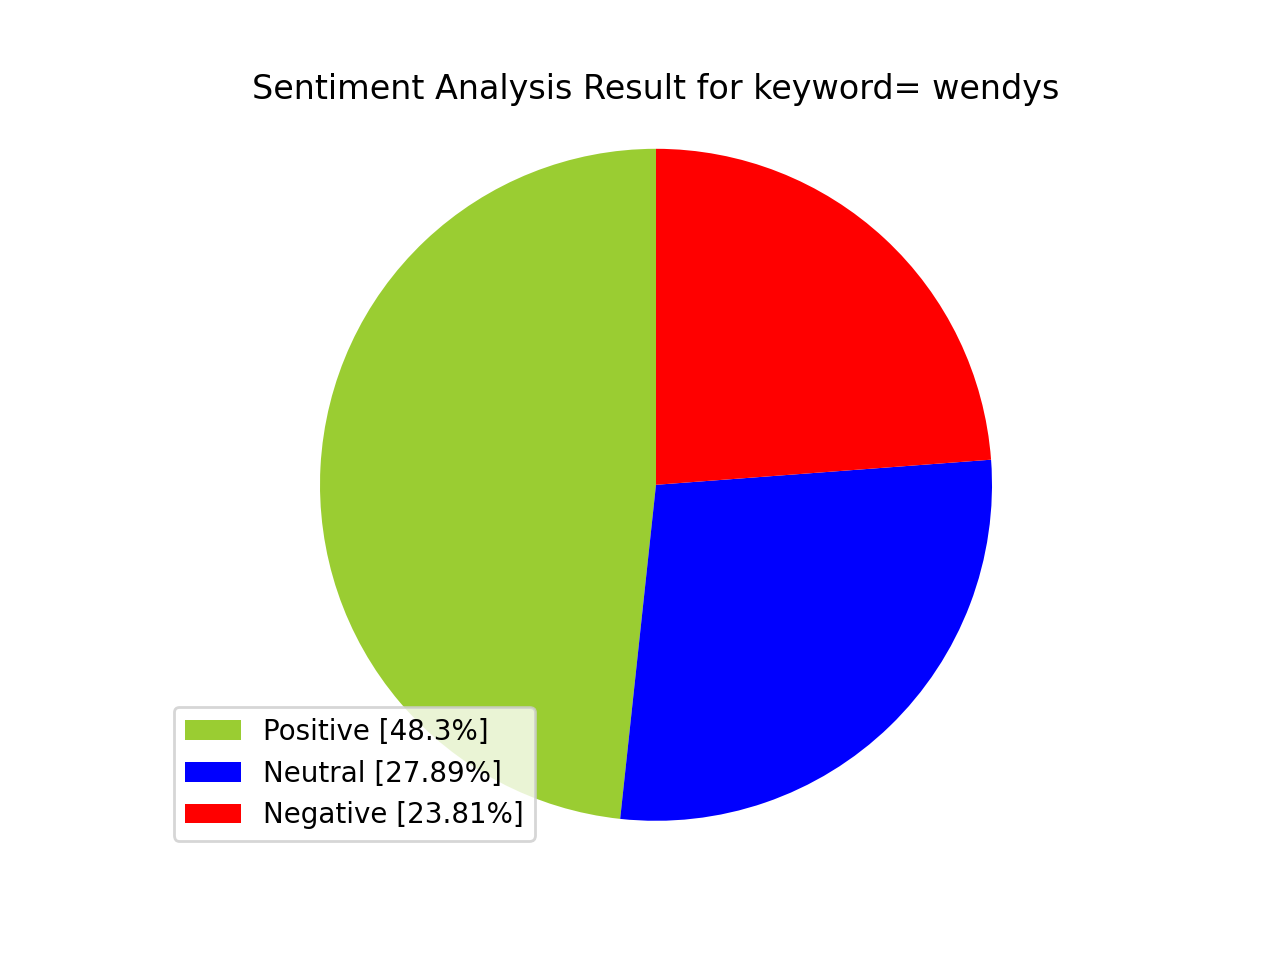 Sentiment Analysis Result for keyword= wendys
Positive [48.3%]
Neutral [27.89%]
Negative [23.81%]